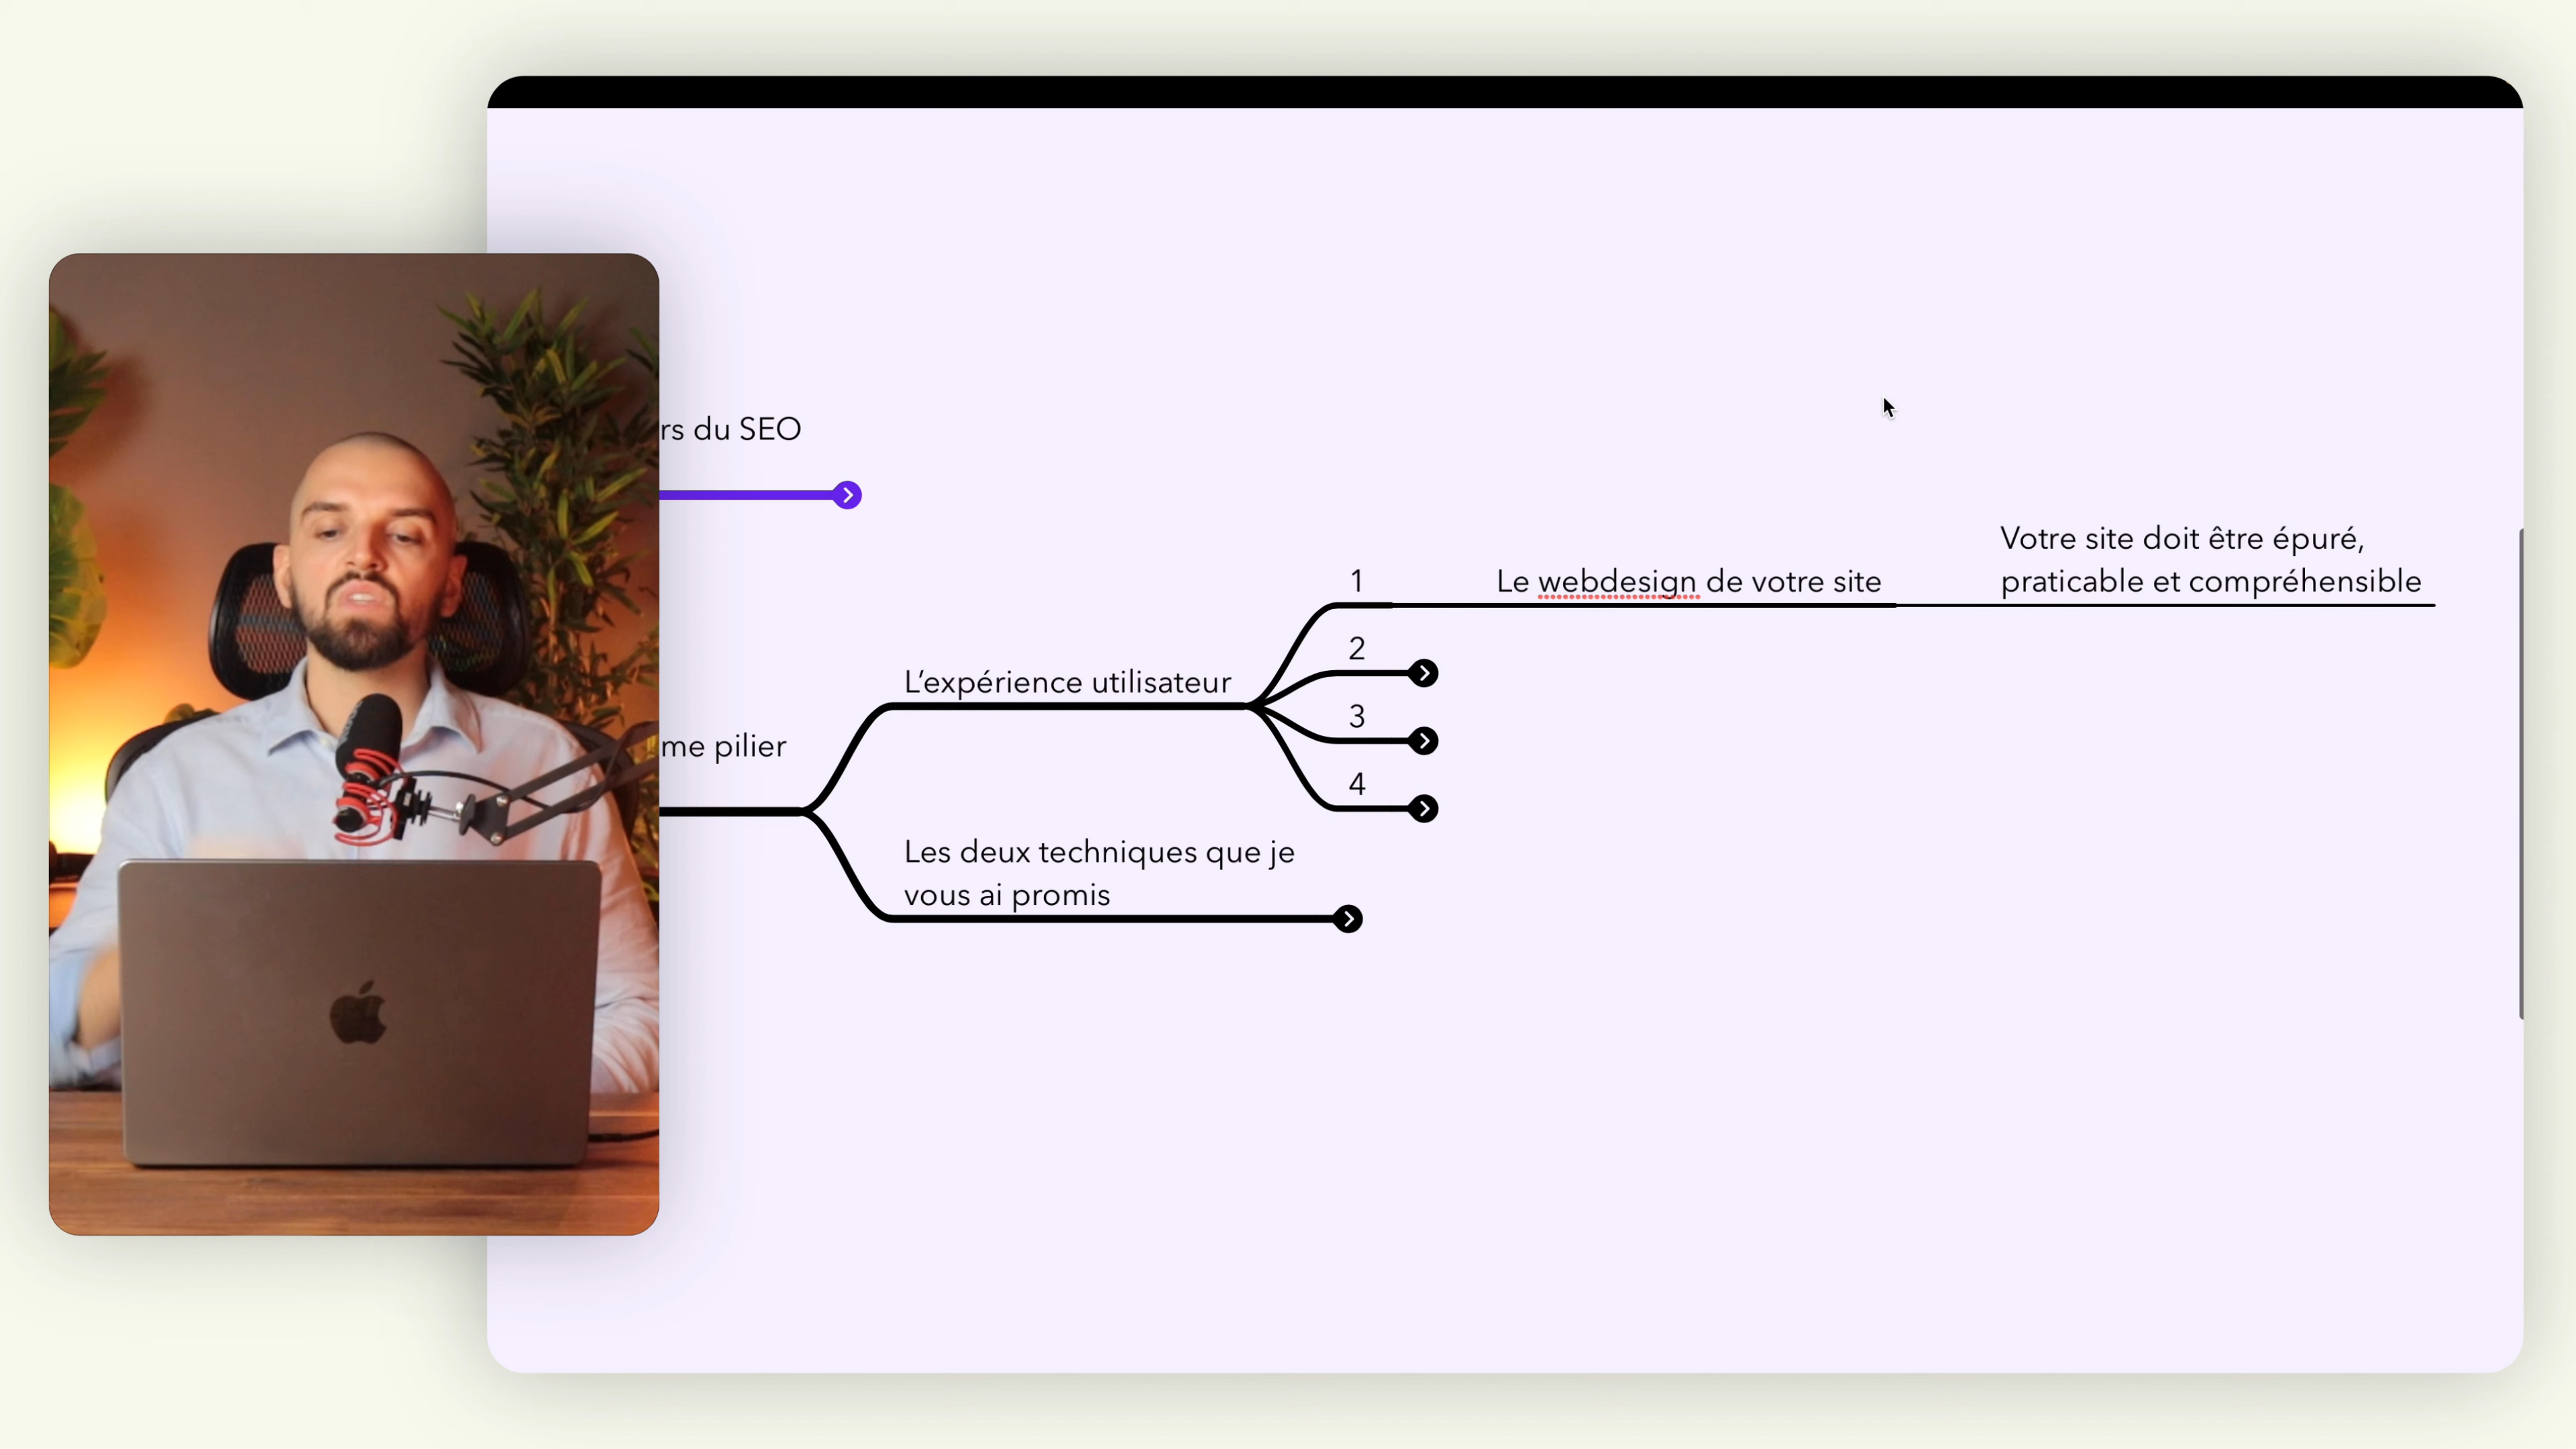 rs du SEO
Votre site doit être épuré,
praticable et compréhensible
1
Le webdesign de votre site
2
L’expérience utilisateur
3
me pilier
4
Les deux techniques que je
vous ai promis